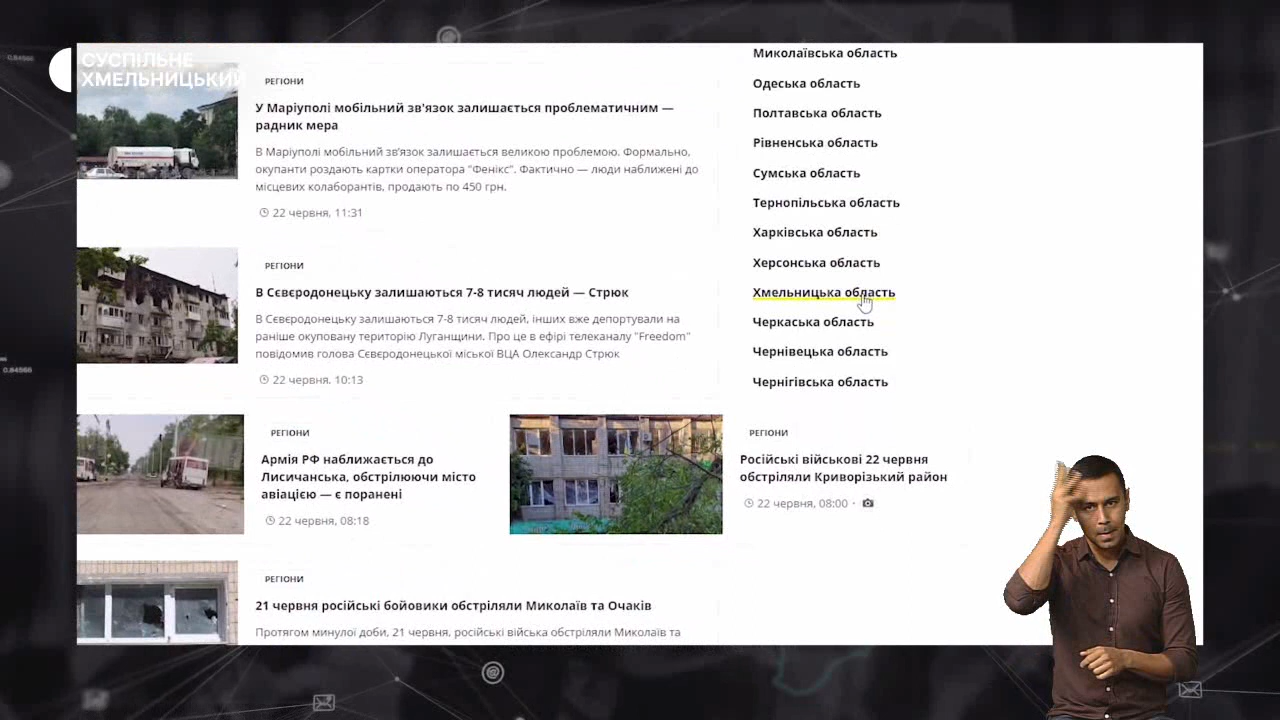 СУСПІЛЬНЕ
ХМЕЛЬНИЦЬКИЙ
РЕГІОНИ
У Маріуполі мобільний зв'язок залишається проблематичним —
радник мера
В Маріуполі мобільний зв'язок залишається великою проблемою. Формально,
окупанти роздають картки оператора "Фенікс". Фактично — люди наближені до
місцевих колаборантів, продають по 450 грн.
22 червня, 11:31
РЕГІОНИ
В Сєвєродонецьку залишаються 7-8 тисяч людей — Стрюк
В Сєвєродонецьку залишаються 7-8 тисяч людей, інших вже депортували на
раніше окуповану територію Луганщини. Про це в ефірі телеканалу "Freedom"
повідомив голова Сєвєродонецької міської ВЦА Олександр Стрюк
22 червня, 10:13
РЕГІОНИ
Армія РФ наближається до
Лисичанська, обстрілюючи місто
авіацією — є поранені
22 червня, 08:18
РЕГІОНИ
Російські військові 22 червня
обстріляли Криворізький район
22 червня, 08:00
РЕГІОНИ
21 червня російські бойовики обстріляли Миколаїв та Очаків
Протягом минулої доби, 21 червня, російські війська обстріляли Миколаїв та
Миколаївська область
Одеська область
Полтавська область
Рівненська область
Сумська область
Тернопільська область
Харківська область
Херсонська область
Хмельницька область
Черкаська область
Чернівецька область
Чернігівська область
0,84566